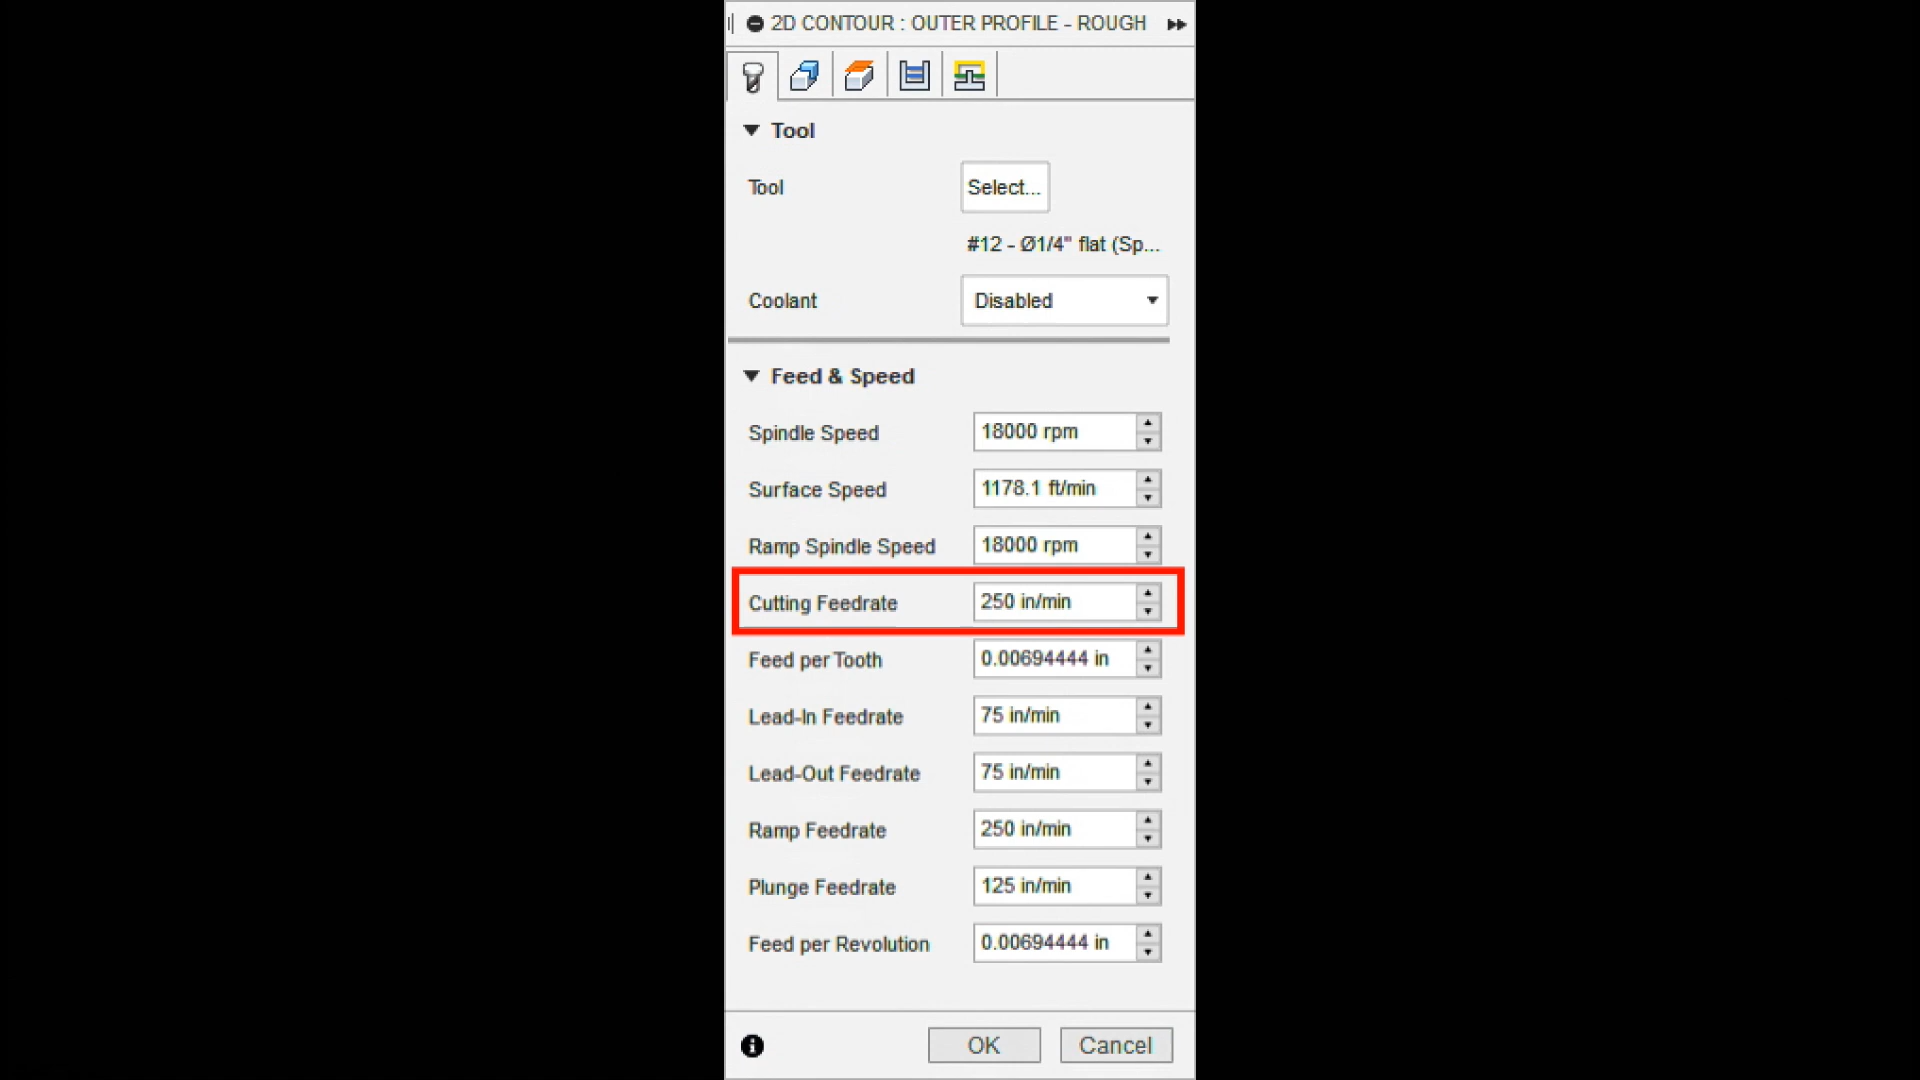 2D CONTOUR : OUTER PROFILE - ROUGH
Tool
Tool Select...
#12 - Ø1/4" flat (Sp...
Coolant Disabled
Feed & Speed
Spindle Speed 18000 rpm
Surface Speed 1178.1 ft/min
Ramp Spindle Speed 18000 rpm
Cutting Feedrate 250 in/min
Feed per Tooth 0.00694444 in
Lead-In Feedrate 75 in/min
Lead-Out Feedrate 75 in/min
Ramp Feedrate 250 in/min
Plunge Feedrate 125 in/min
Feed per Revolution 0.00694444 in
OK Cancel